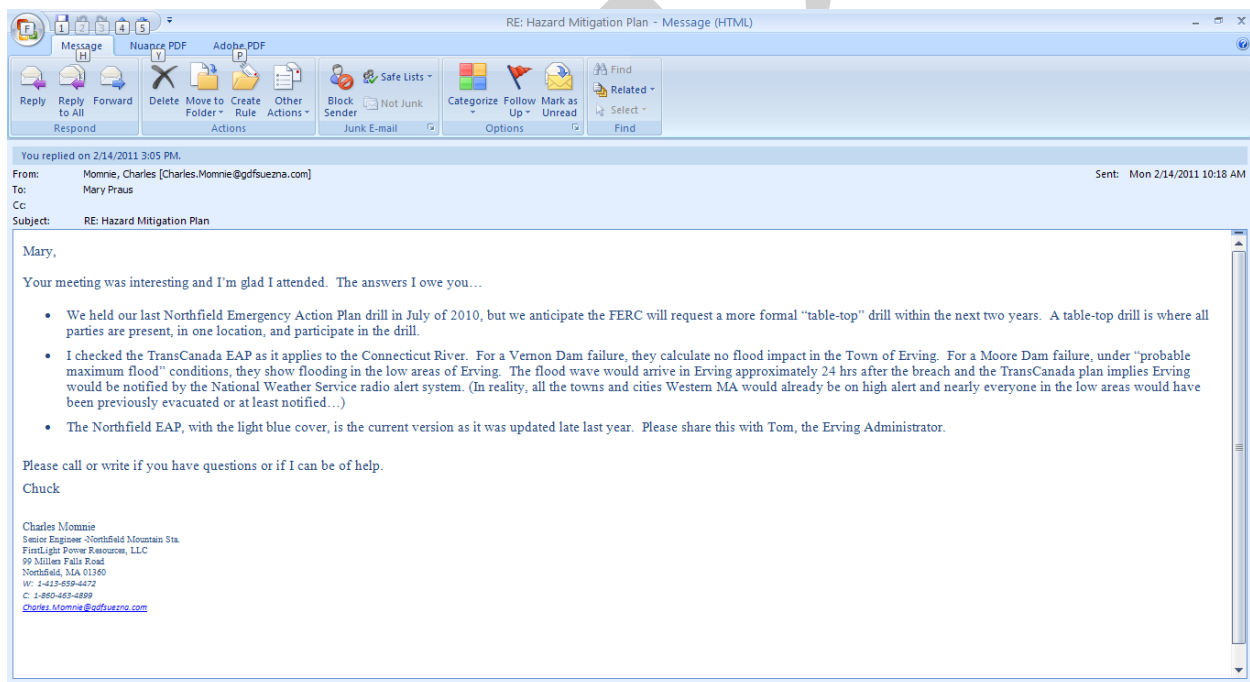 RE: Hazard Mitigation Plan - Message (HTML)
F 1 2 3 4 5
Message Nuance PDF Adobe PDF
H Y P
Reply Reply to All Forward
Delete Move to Folder Create Rule Other Actions
Block Sender Safe Lists Not Junk
Categorize Follow Up Mark as Unread
Find Related Select
Respond Actions Junk E-mail Options Find
You replied on 2/14/2011 3:05 PM.
From: Momnie, Charles [Charles.Momnie@gdfsuezna.com] Sent: Mon 2/14/2011 10:18 AM
To: Mary Praus
Cc:
Subject: RE: Hazard Mitigation Plan
Mary,
Your meeting was interesting and I'm glad I attended. The answers I owe you…
• We held our last Northfield Emergency Action Plan drill in July of 2010, but we anticipate the FERC will request a more formal “table-top” drill within the next two years. A table-top drill is where all
parties are present, in one location, and participate in the drill.
• I checked the TransCanada EAP as it applies to the Connecticut River. For a Vernon Dam failure, they calculate no flood impact in the Town of Erving. For a Moore Dam failure, under “probable
maximum flood” conditions, they show flooding in the low areas of Erving. The flood wave would arrive in Erving approximately 24 hrs after the breach and the TransCanada plan implies Erving
would be notified by the National Weather Service radio alert system. (In reality, all the towns and cities Western MA would already be on high alert and nearly everyone in the low areas would have
been previously evacuated or at least notified…)
• The Northfield EAP, with the light blue cover, is the current version as it was updated late last year. Please share this with Tom, the Erving Administrator.
Please call or write if you have questions or if I can be of help.
Chuck
Charles Momnie
Senior Engineer -Northfield Mountain Sta.
FirstLight Power Resources, LLC
99 Millers Falls Road
Northfield, MA 01360
W: 1-413-659-4472
C: 1-860-463-4899
Charles.Momnie@gdfsuezna.com